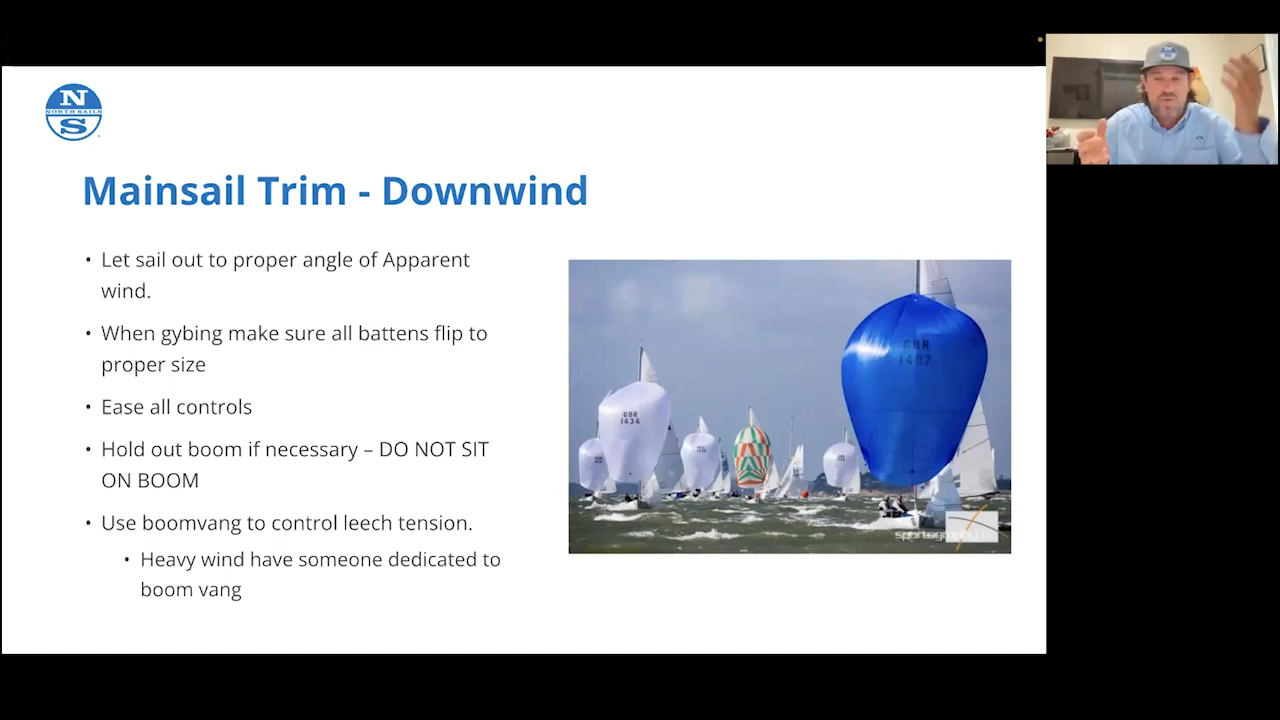 N
NORTH SAILS
S
Mainsail Trim - Downwind
• Let sail out to proper angle of Apparent
wind.
• When gybing make sure all battens flip to
proper size
• Ease all controls
• Hold out boom if necessary – DO NOT SIT
ON BOOM
• Use boomvang to control leech tension.
• Heavy wind have someone dedicated to
boom vang
GBR
1407
GBR
1434